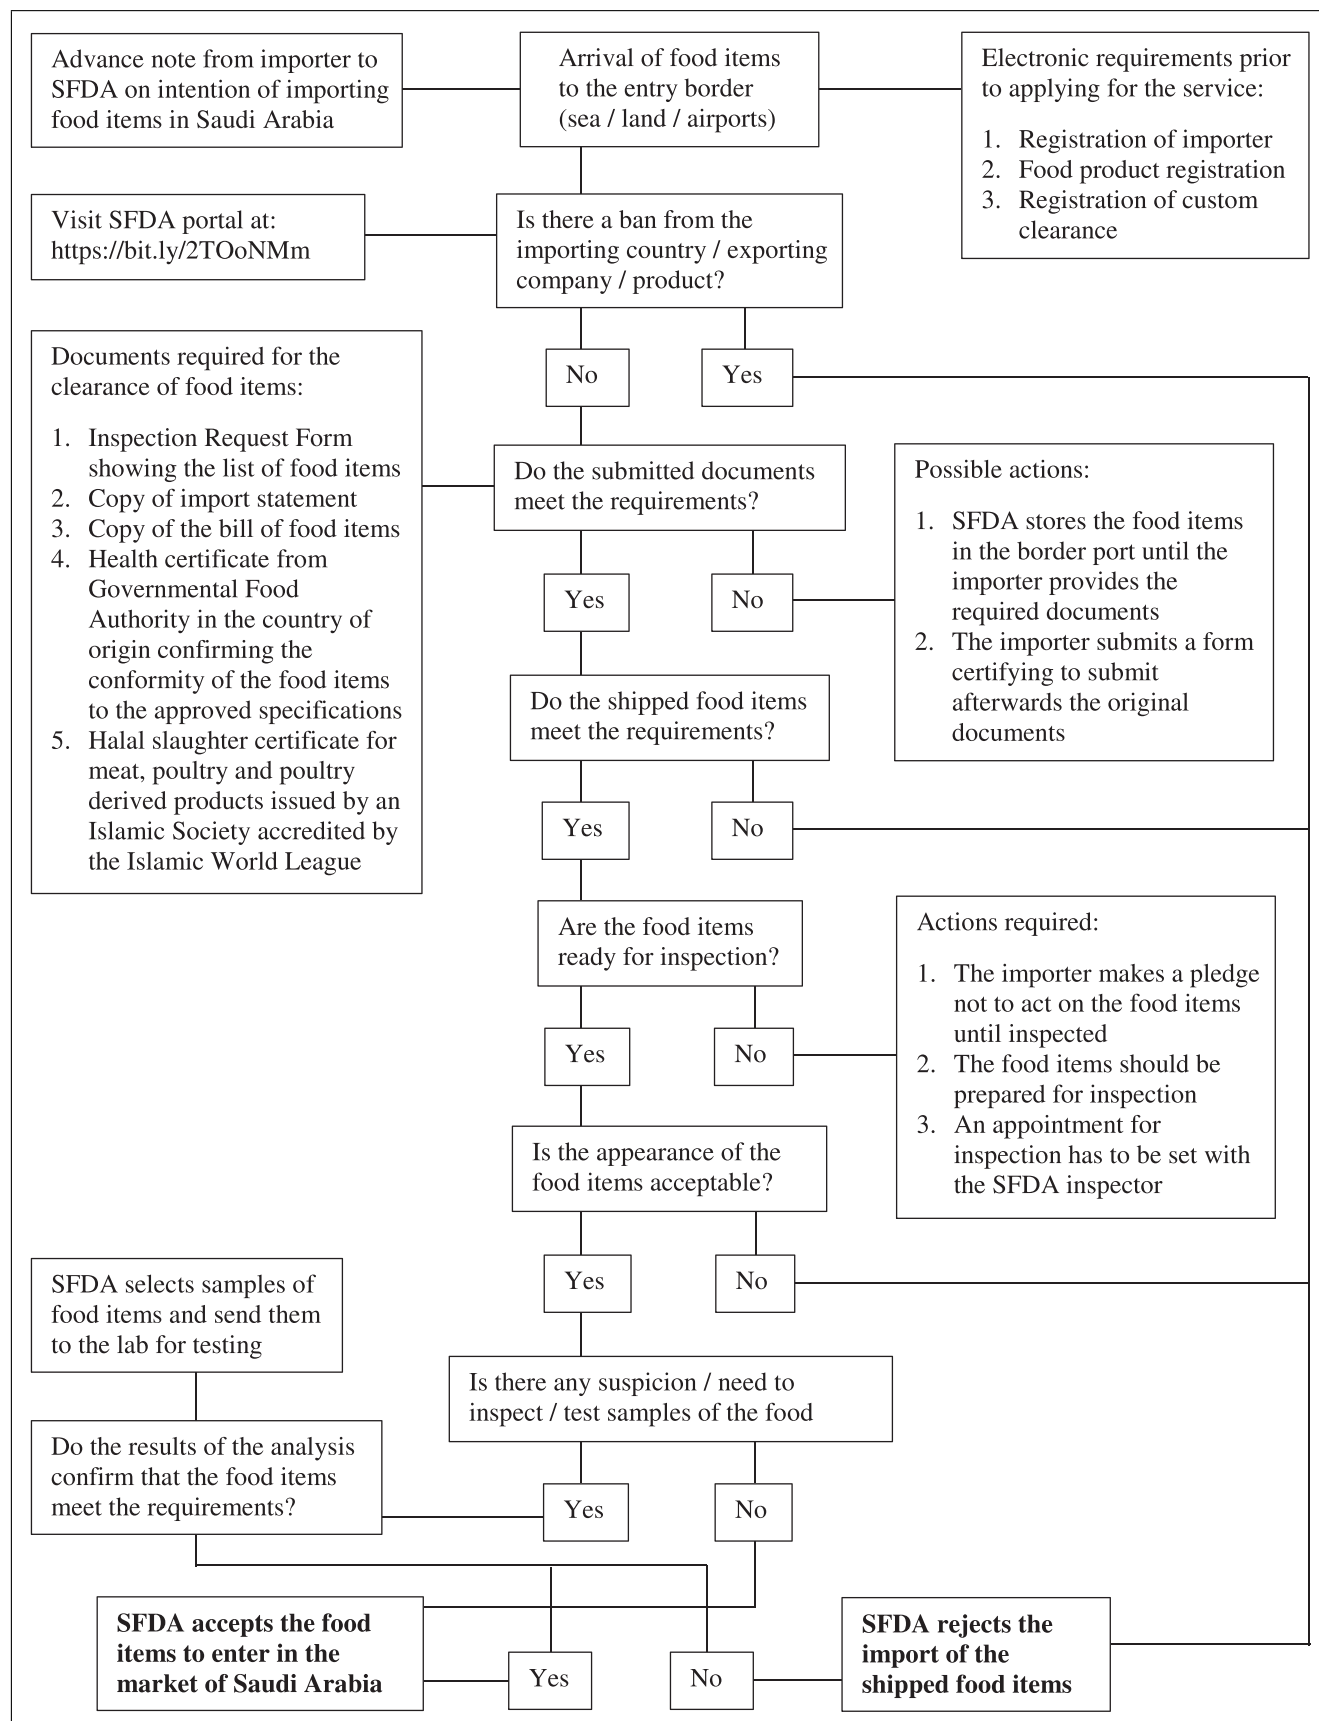 Advance note from importer to
SFDA on intention of importing
food items in Saudi Arabia
Arrival of food items
to the entry border
(sea / land / airports)
Electronic requirements prior
to applying for the service:
1. Registration of importer
2. Food product registration
3. Registration of custom
clearance
Visit SFDA portal at:
https://bit.ly/2TOoNMm
Is there a ban from the
importing country / exporting
company / product?
No
Yes
Documents required for the
clearance of food items:
1. Inspection Request Form
showing the list of food items
2. Copy of import statement
3. Copy of the bill of food items
4. Health certificate from
Governmental Food
Authority in the country of
origin confirming the
conformity of the food items
to the approved specifications
5. Halal slaughter certificate for
meat, poultry and poultry
derived products issued by an
Islamic Society accredited by
the Islamic World League
Do the submitted documents
meet the requirements?
Yes
No
Possible actions:
1. SFDA stores the food items
in the border port until the
importer provides the
required documents
2. The importer submits a form
certifying to submit
afterwards the original
documents
Do the shipped food items
meet the requirements?
Yes
No
Are the food items
ready for inspection?
Yes
No
Actions required:
1. The importer makes a pledge
not to act on the food items
until inspected
2. The food items should be
prepared for inspection
3. An appointment for
inspection has to be set with
the SFDA inspector
Is the appearance of the
food items acceptable?
Yes
No
SFDA selects samples of
food items and send them
to the lab for testing
Is there any suspicion / need to
inspect / test samples of the food
Do the results of the analysis
confirm that the food items
meet the requirements?
Yes
No
SFDA accepts the food
items to enter in the
market of Saudi Arabia
Yes
No
SFDA rejects the
import of the
shipped food items